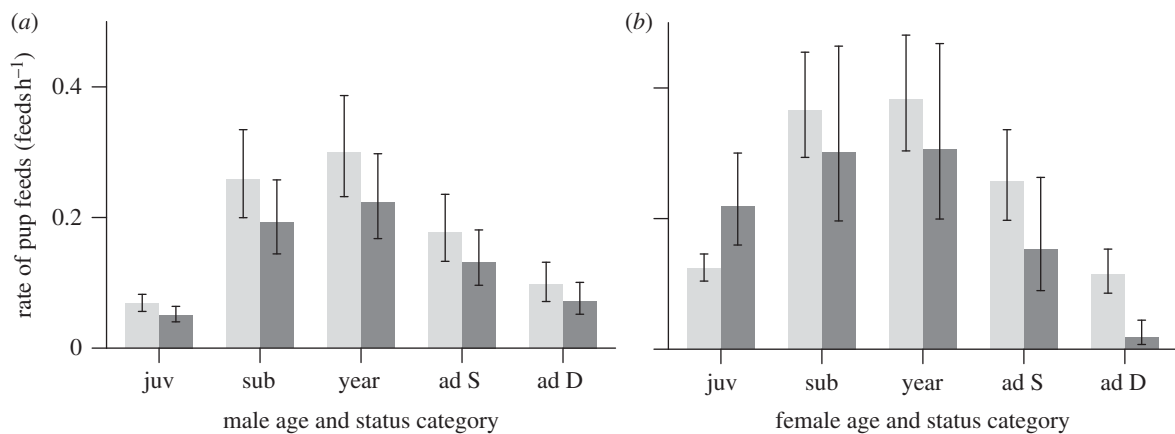 (a)
rate of pup feeds (feeds h⁻¹)
0.4
0.2
0
juv sub year ad S ad D
male age and status category
(b)
juv sub year ad S ad D
female age and status category